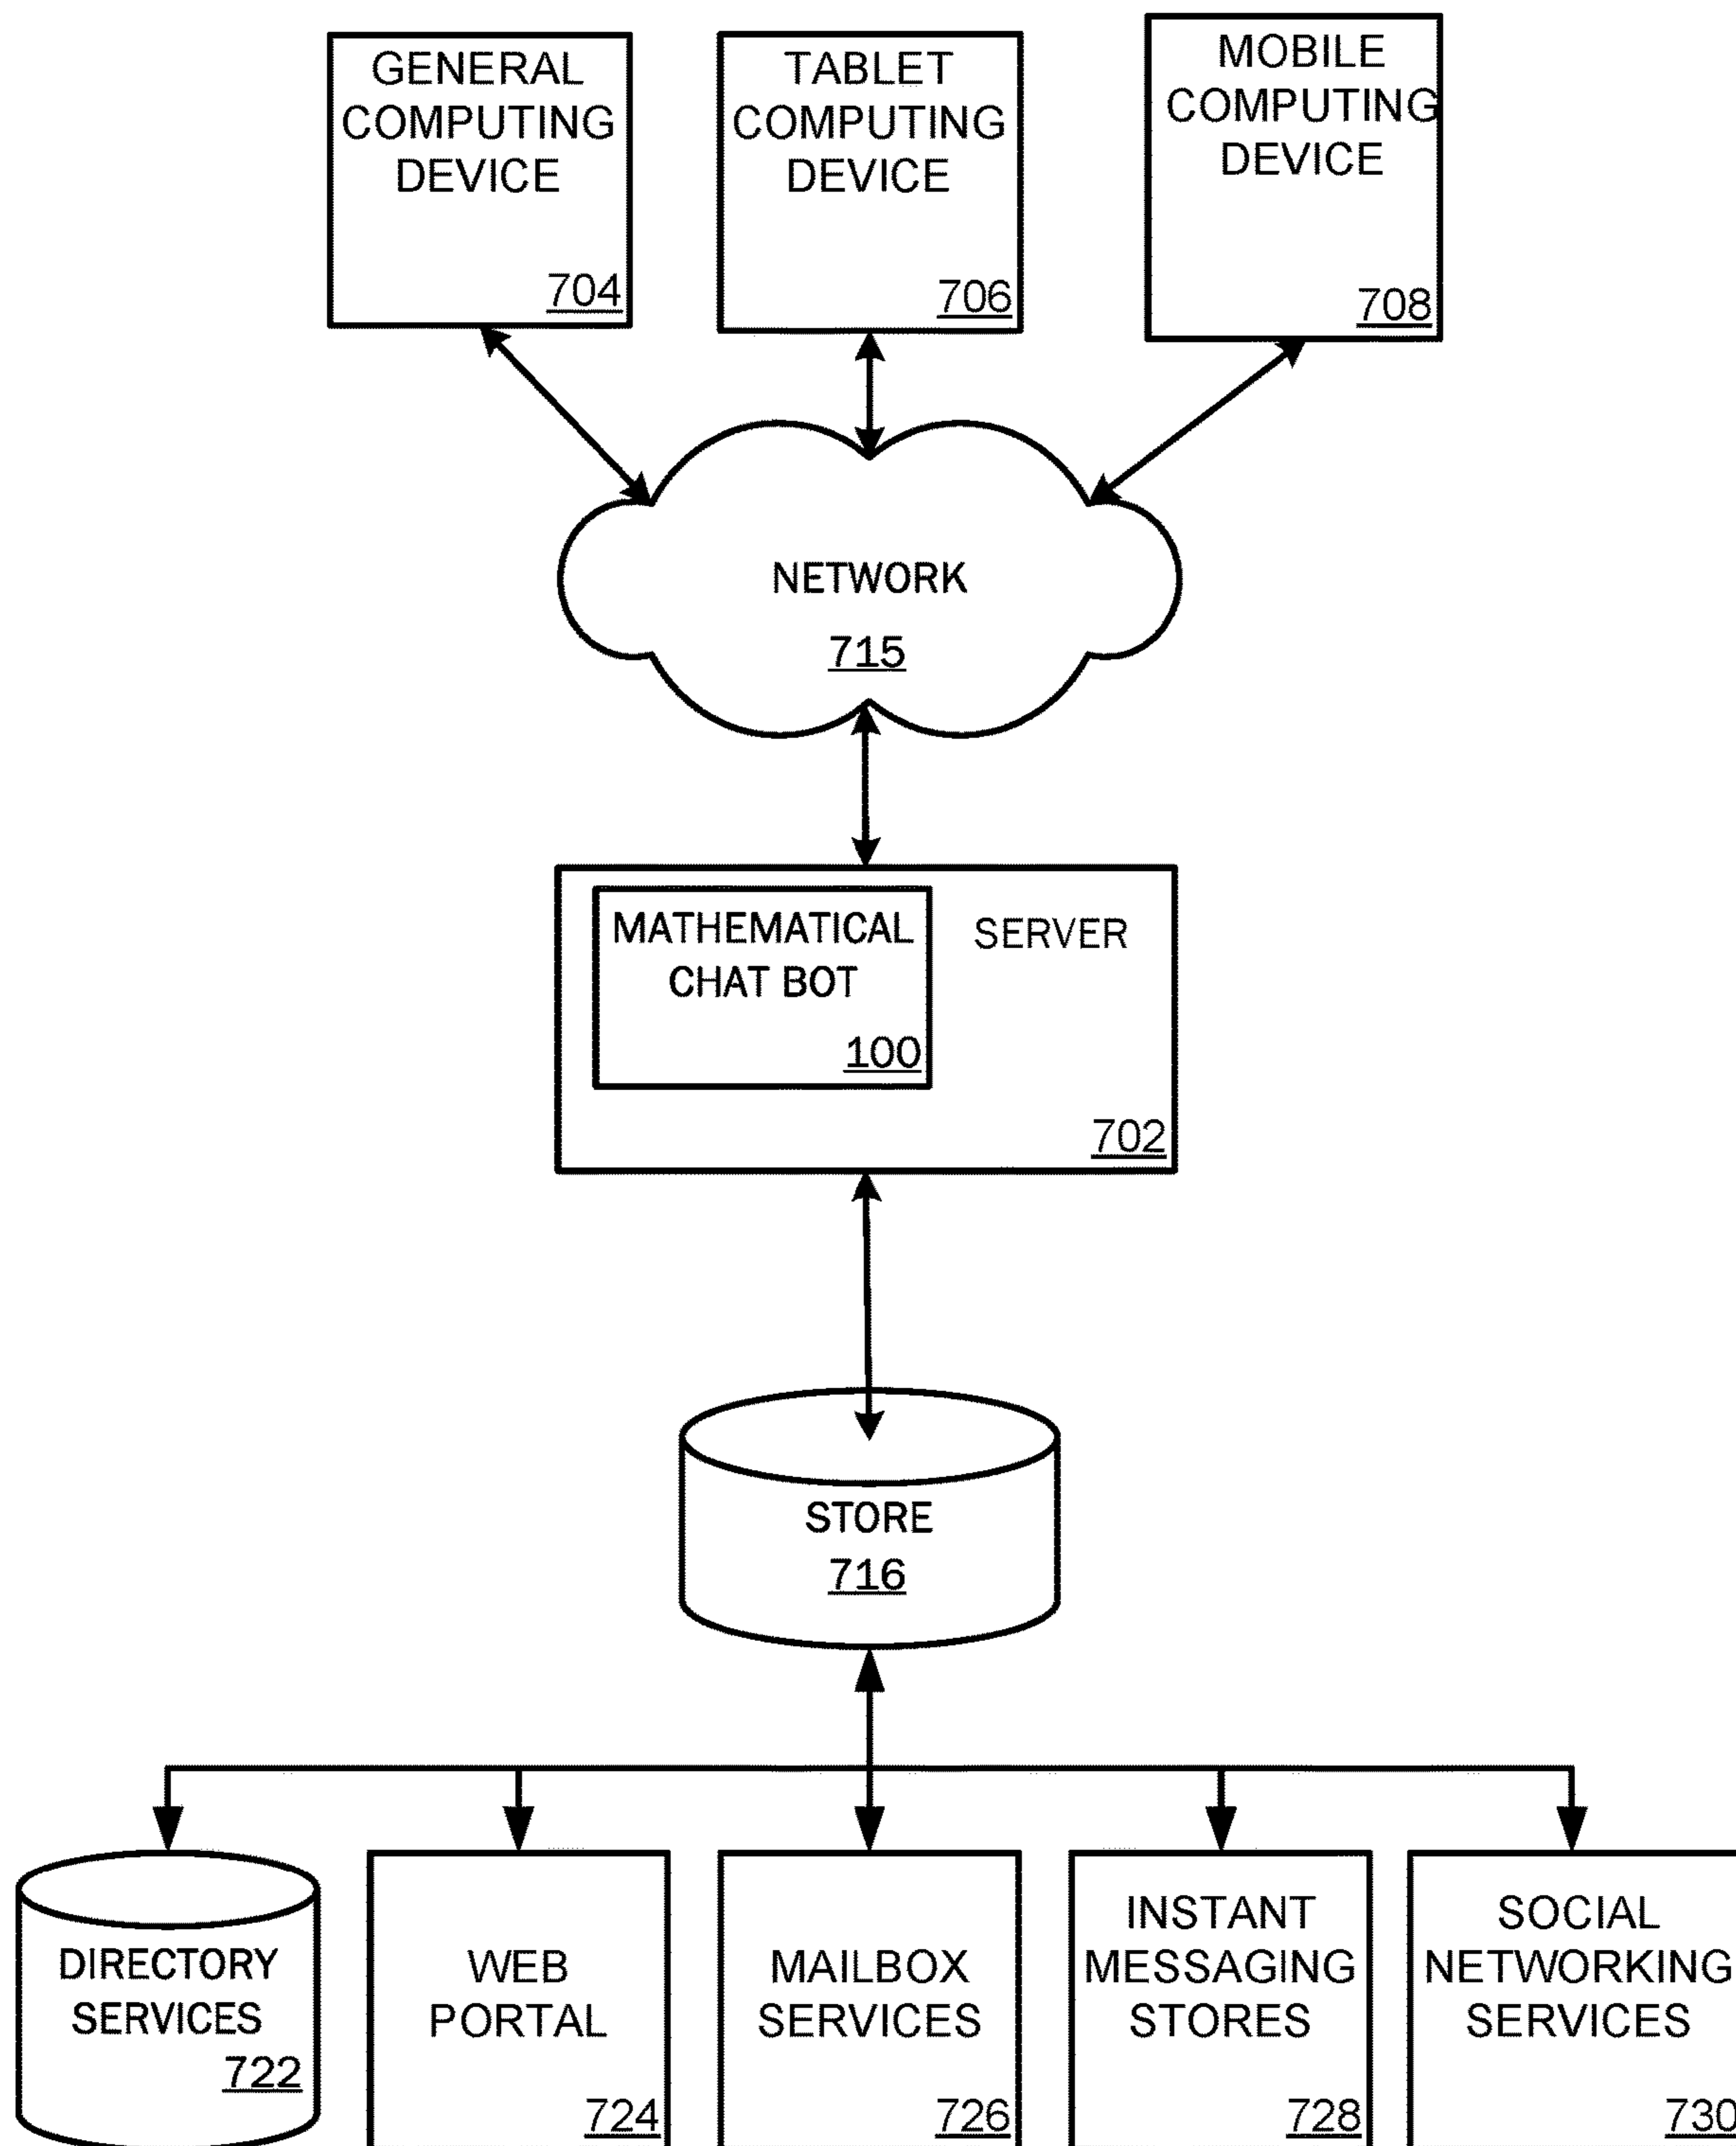 GENERAL
COMPUTING
DEVICE
704
TABLET
COMPUTING
DEVICE
706
MOBILE
COMPUTING
DEVICE
708
NETWORK
715
MATHEMATICAL
CHAT BOT
100
SERVER
702
STORE
716
DIRECTORY
SERVICES
722
WEB
PORTAL
724
MAILBOX
SERVICES
726
INSTANT
MESSAGING
STORES
728
SOCIAL
NETWORKING
SERVICES
730